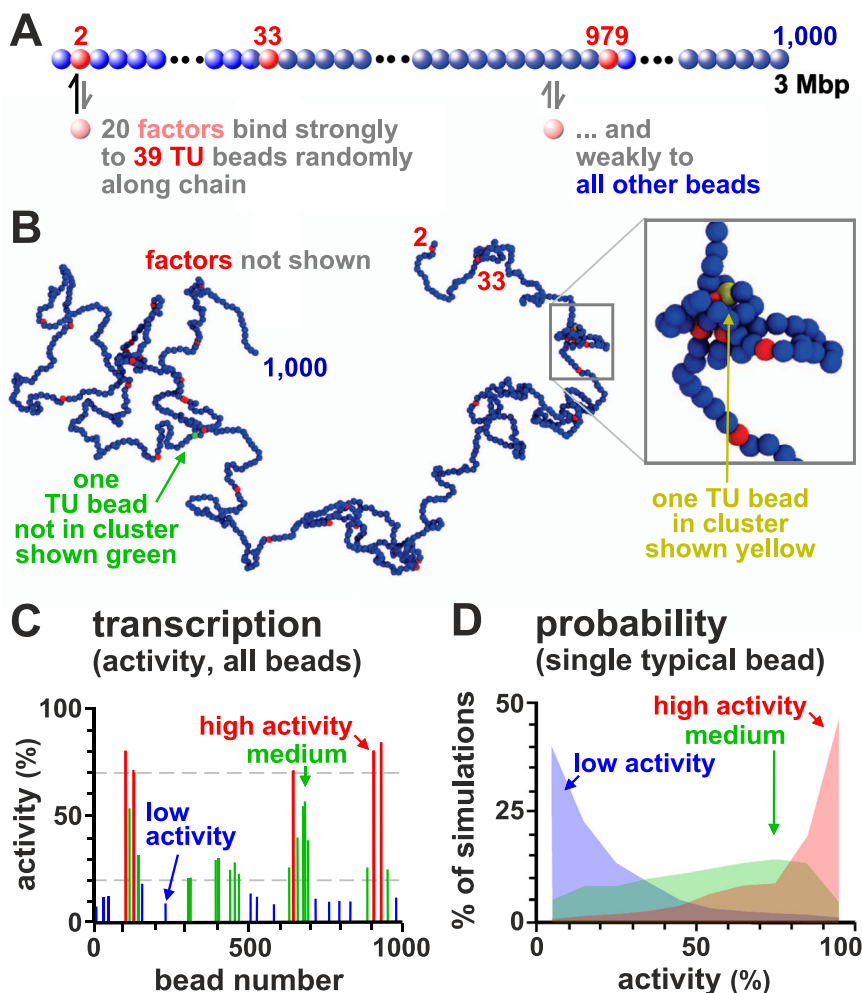 A
2
33
979
1,000
3 Mbp
20 factors bind strongly
to 39 TU beads randomly
along chain
... and
weakly to
all other beads
B
factors not shown
2
33
1,000
one
TU bead
not in cluster
shown green
one TU bead
in cluster
shown yellow
C transcription
(activity, all beads)
activity (%)
100
50
0
high activity
medium
low
activity
0
500
1000
bead number
D probability
(single typical bead)
% of simulations
50
25
0
high activity
medium
low activity
0
50
100
activity (%)